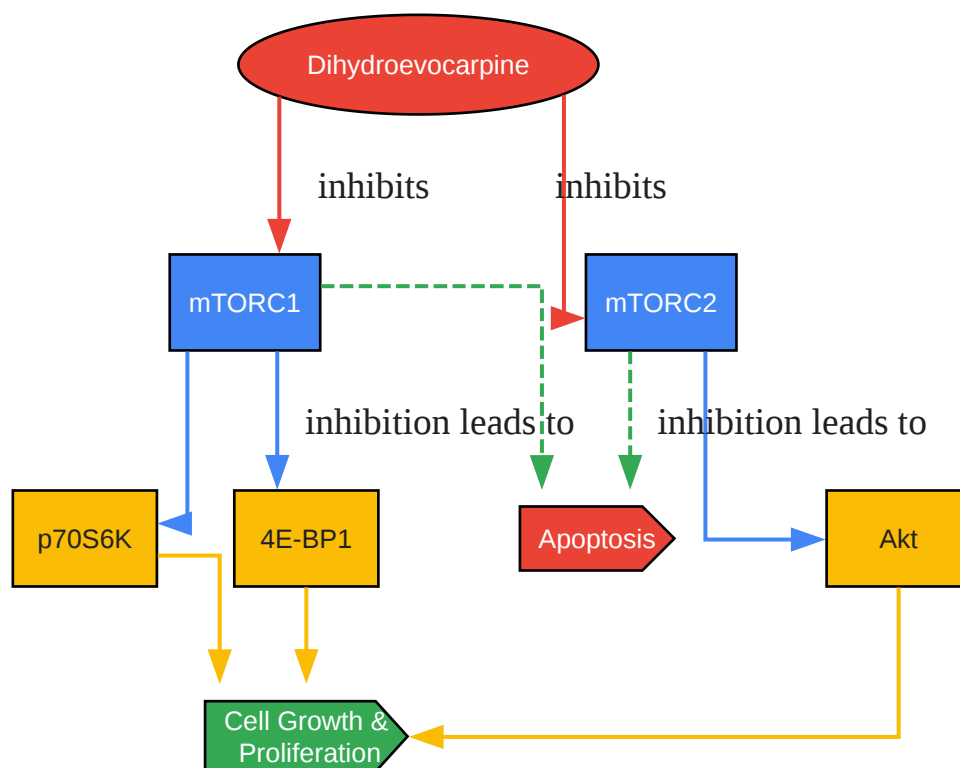 Dihydroevocarpine
inhibits
inhibits
mTORC1
mTORC2
inhibition leads to
inhibition leads to
p70S6K
4E-BP1
Apoptosis
Akt
Cell Growth &
Proliferation